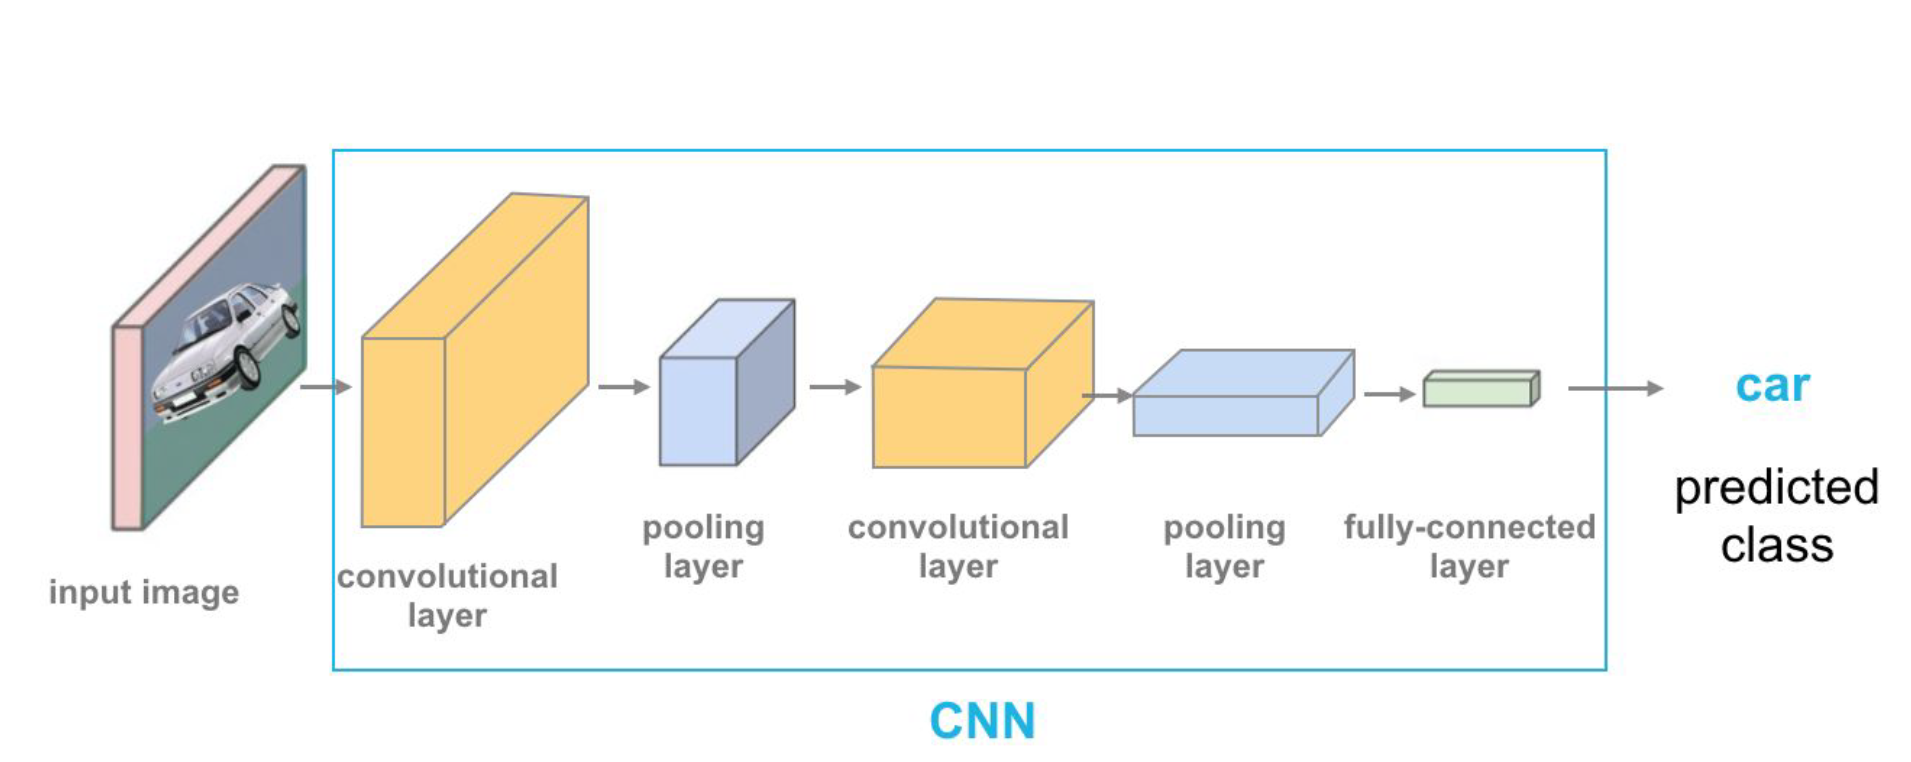 input image
convolutional
layer
pooling
layer
convolutional
layer
pooling
layer
fully-connected
layer
car
predicted
class
CNN